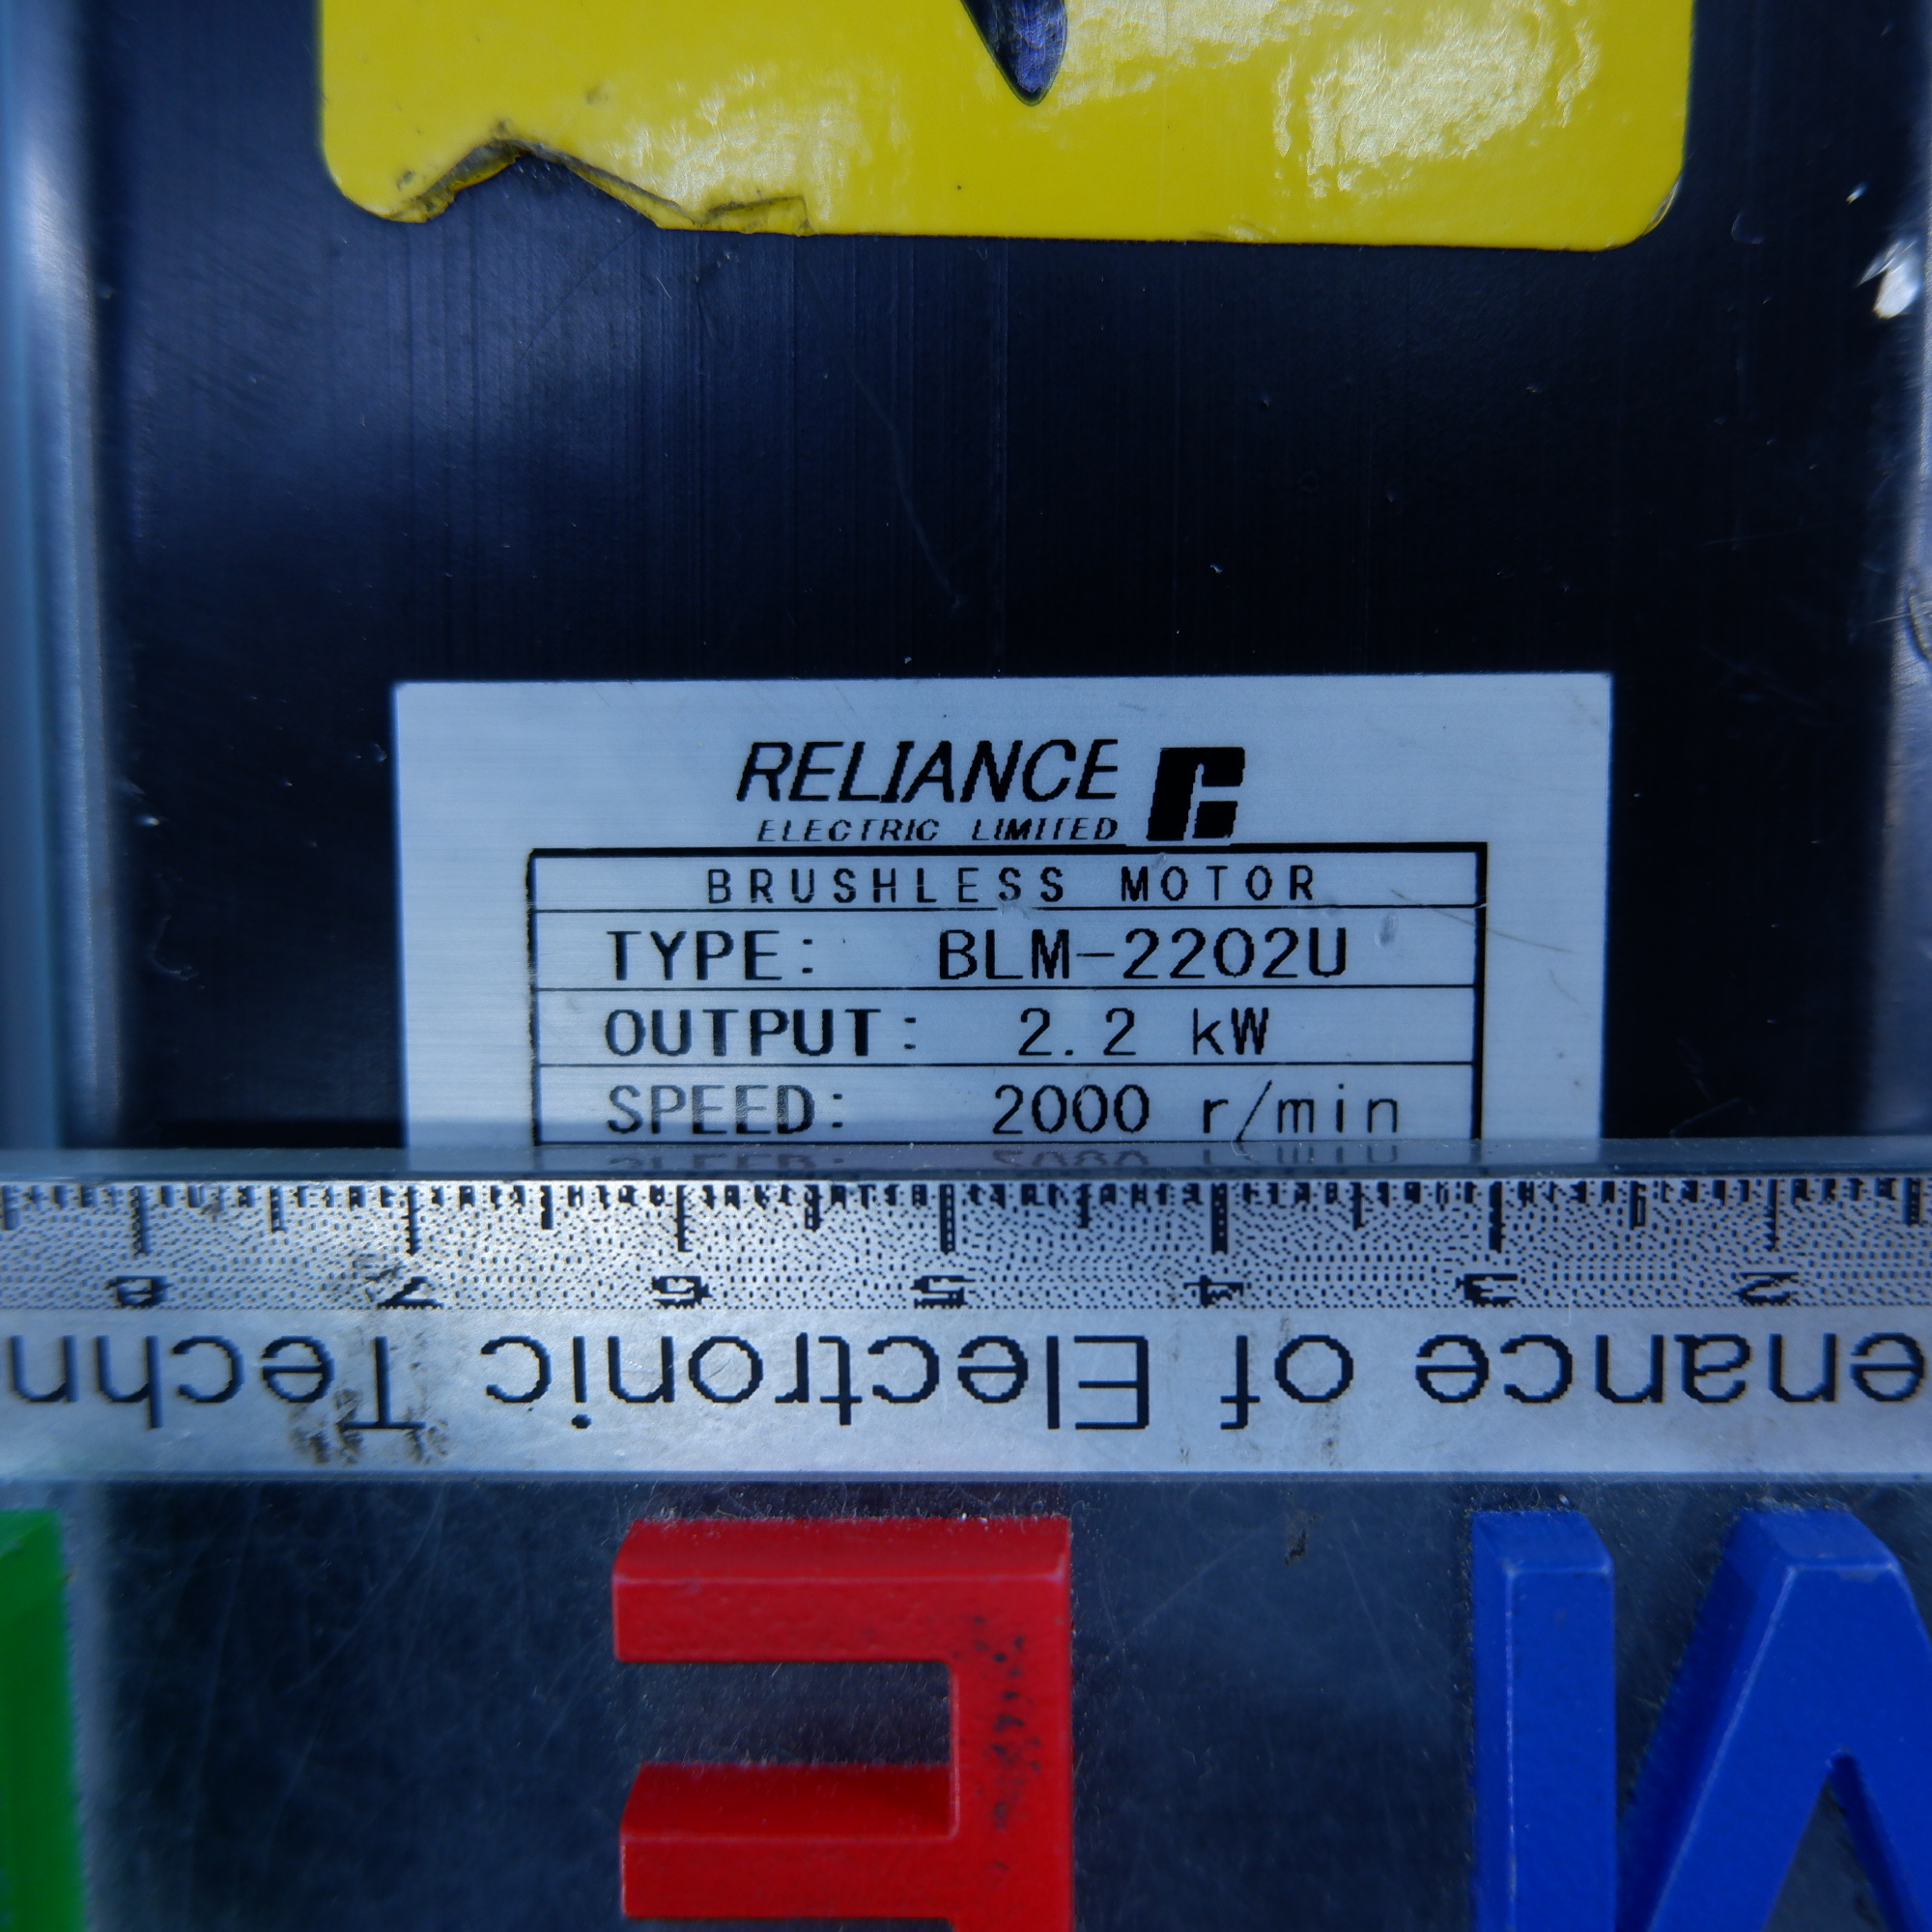 RELIANCE
ELECTRIC LIMITED
BRUSHLESS MOTOR
TYPE: BLM-2202U
OUTPUT: 2.2 kW
SPEED: 2000 r/min
8 7 6 5 4 3 2
enance of Electronic Techn
E